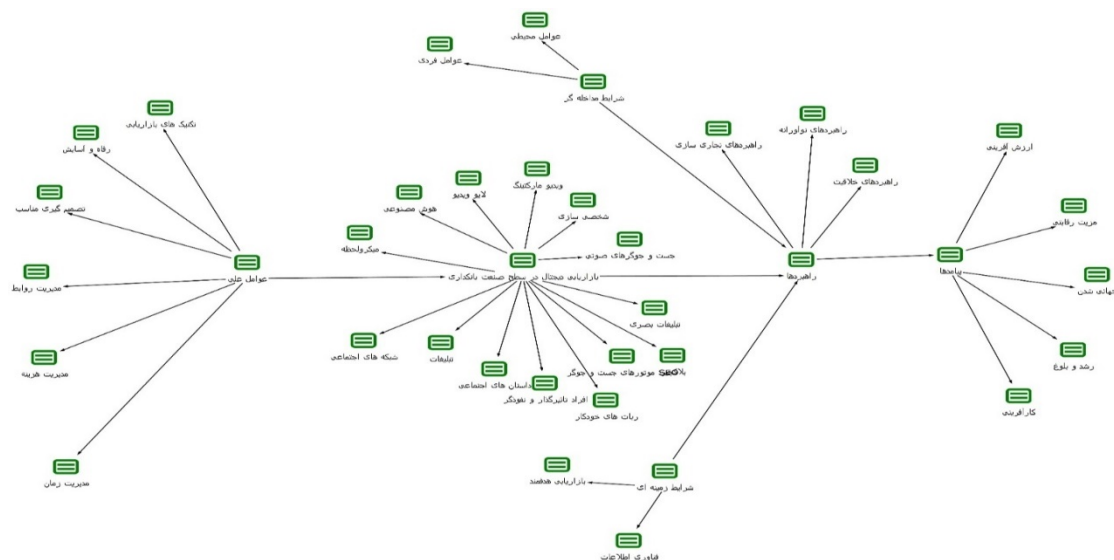 عوامل محیطی
عوامل فردی
شرایط مداخله گر
تکنیک های بازاریابی
رفاه و آسایش
تصمیم گیری مناسب
مدیریت روابط
مدیریت هزینه
مدیریت زمان
عوامل علی
ویدیو مارکتینگ
لایو ویدیو
هوش مصنوعی
شخصی سازی
میکرولحظه
جست و جوگرهای صوتی
بازاریابی دیجیتال در سطح صنعت بانکداری
تبلیغات بصری
شبکه های اجتماعی
تبلیغات
داستان های اجتماعی
افراد تاثیرگذار و نفوذگر
ربات های خودکار
موتورهای جست و جوگر
SEO
راهبردهای نوآورانه
راهبردهای تجاری سازی
راهبردهای خلاقیت
راهبردها
ارزش آفرینی
مزیت رقابتی
جهانی شدن
رشد و بلوغ
کارآفرینی
پیامدها
شرایط زمینه ای
بازاریابی هدفمند
فناوری اطلاعات